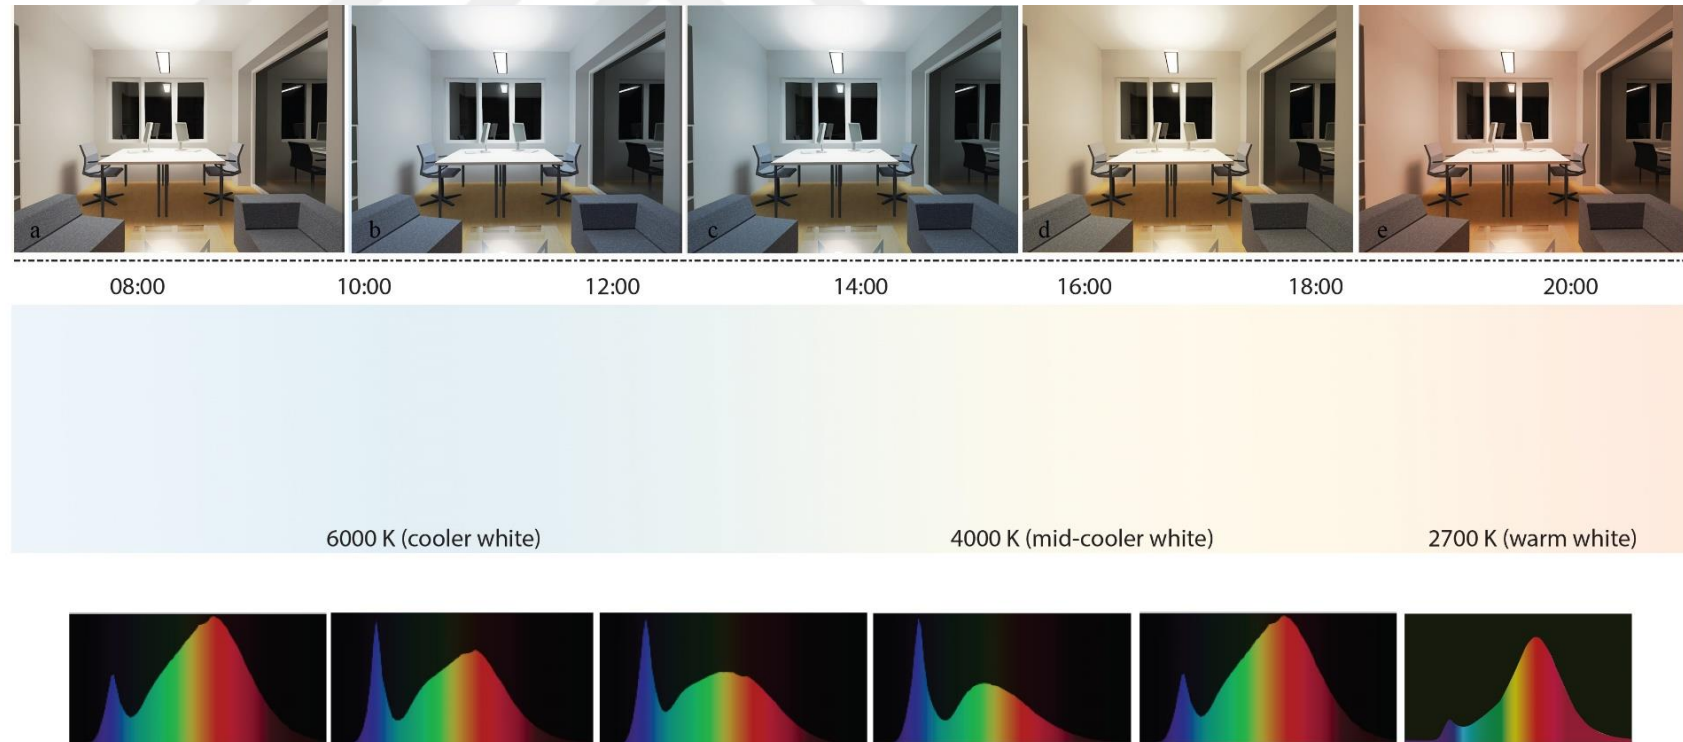 a b c d e
08:00 10:00 12:00 14:00 16:00 18:00 20:00
6000 K (cooler white) 4000 K (mid-cooler white) 2700 K (warm white)